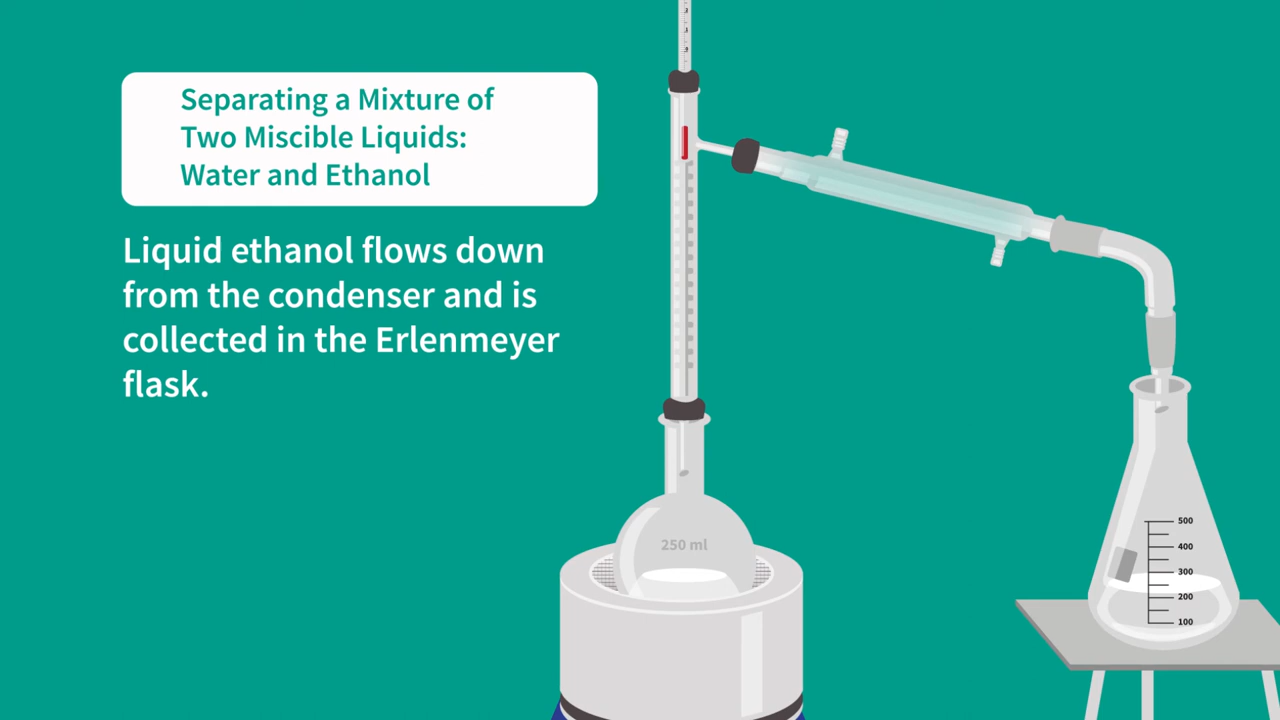 Separating a Mixture of
Two Miscible Liquids:
Water and Ethanol
Liquid ethanol flows down
from the condenser and is
collected in the Erlenmeyer
flask.
250 ml
500
400
300
200
100